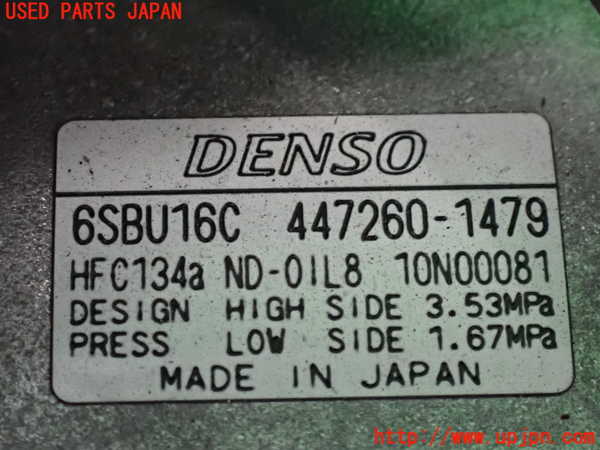 USED PARTS JAPAN
DENSO
6SBU16C 447260-1479
HFC134a ND-OIL8 10N00081
DESIGN HIGH SIDE 3.53MPa
PRESS LOW SIDE 1.67MPa
MADE IN JAPAN
http://www.upjpn.com